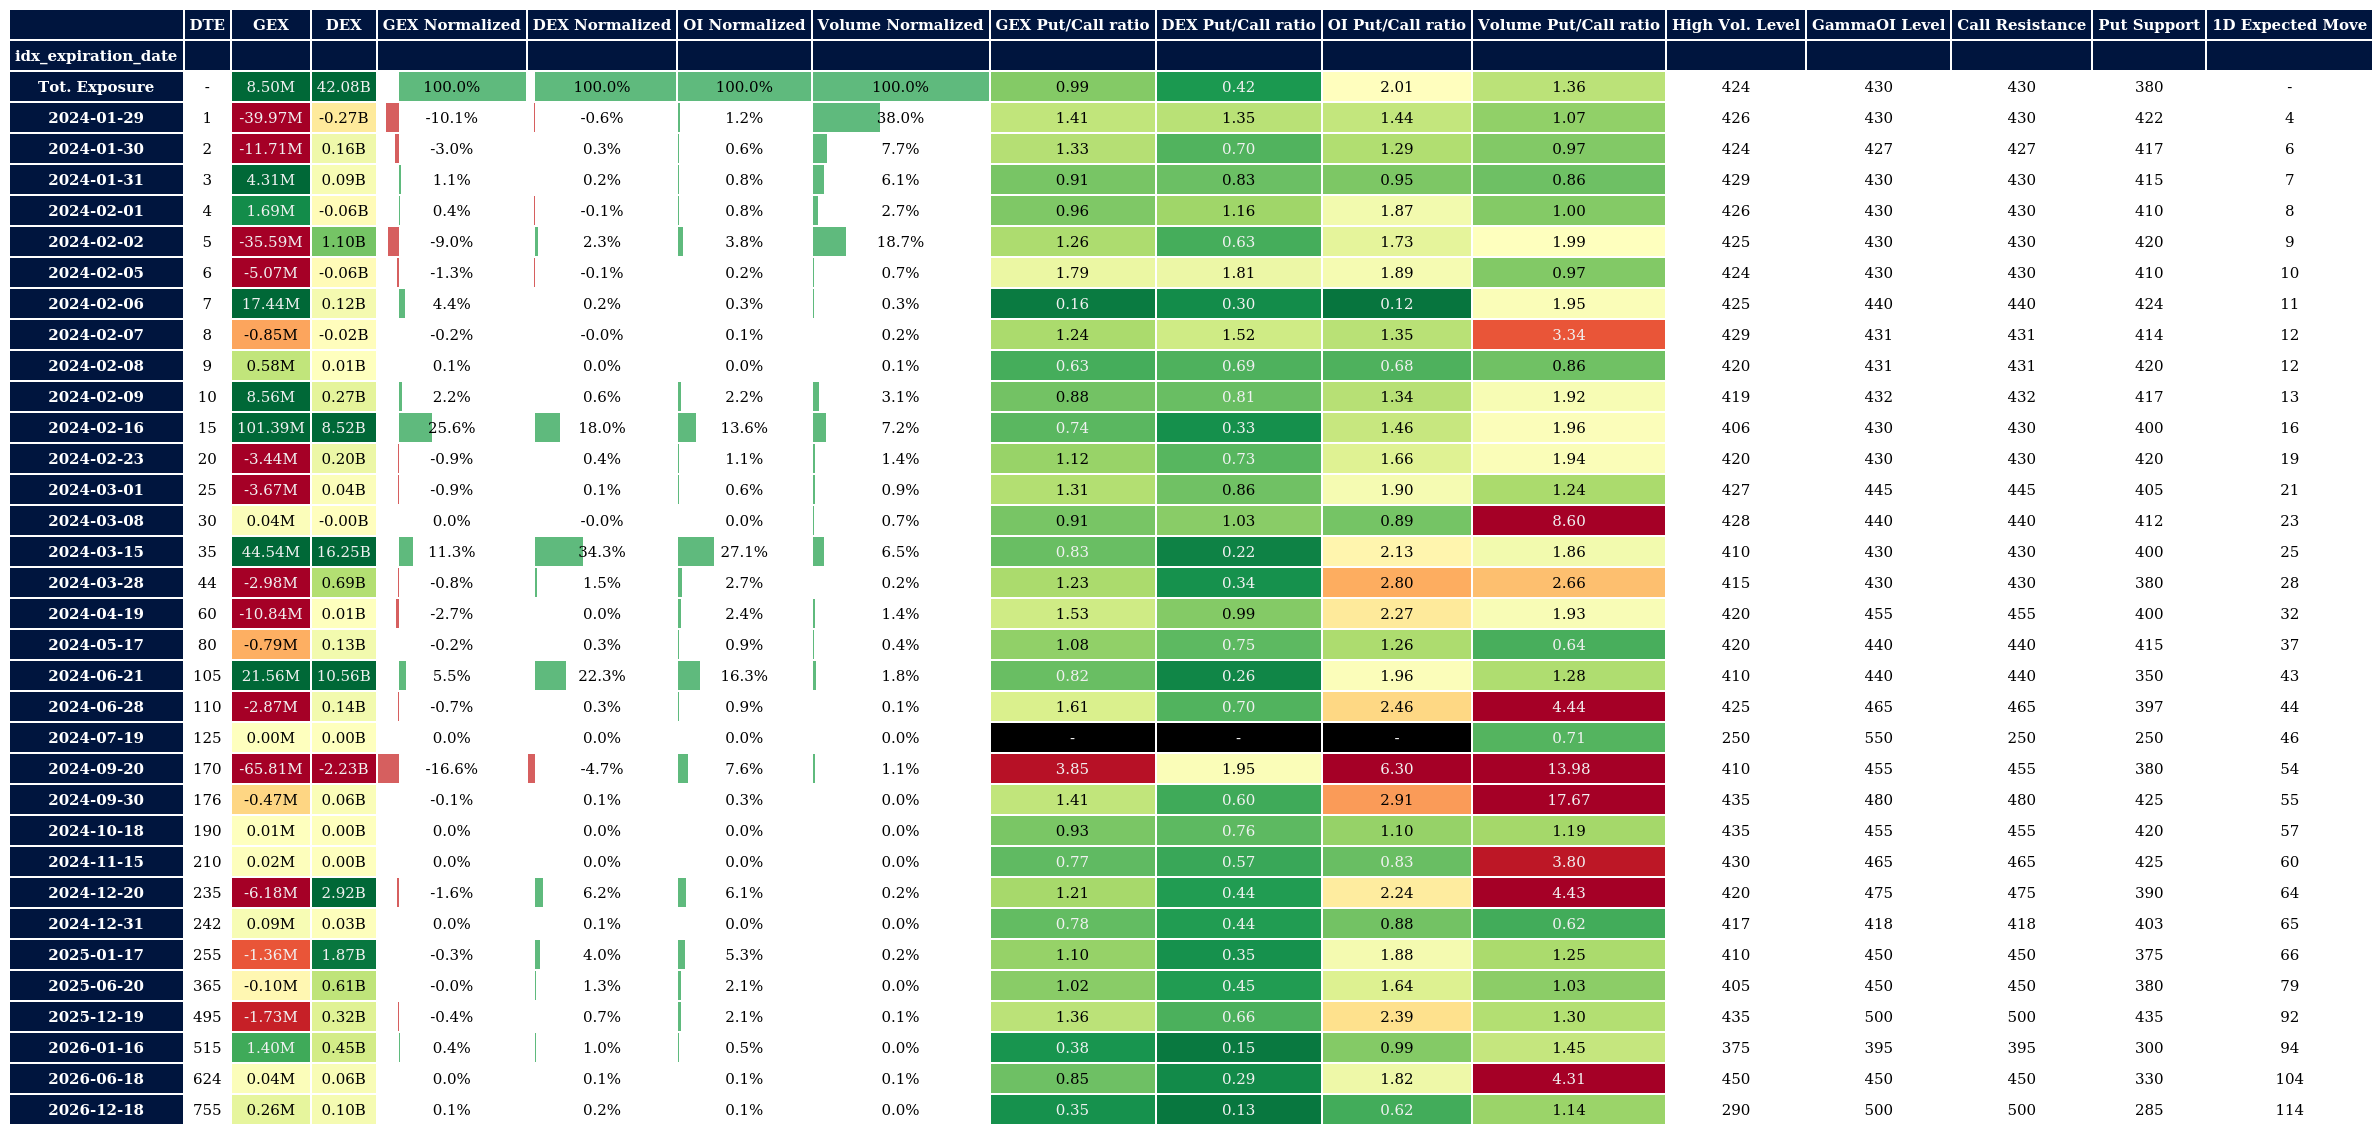 DTE GEX DEX GEX Normalized DEX Normalized OI Normalized Volume Normalized GEX Put/Call ratio DEX Put/Call ratio OI Put/Call ratio Volume Put/Call ratio High Vol. Level GammaOI Level Call Resistance Put Support 1D Expected Move
idx_expiration_date
Tot. Exposure - 8.50M 42.08B 100.0% 100.0% 100.0% 100.0% 0.99 0.42 2.01 1.36 424 430 430 380 -
2024-01-29 1 -39.97M -0.27B -10.1% -0.6% 1.2% 38.0% 1.41 1.35 1.44 1.07 426 430 430 422 4
2024-01-30 2 -11.71M 0.16B -3.0% 0.3% 0.6% 7.7% 1.33 0.70 1.29 0.97 424 427 427 417 6
2024-01-31 3 4.31M 0.09B 1.1% 0.2% 0.8% 6.1% 0.91 0.83 0.95 0.86 429 430 430 415 7
2024-02-01 4 1.69M -0.06B 0.4% -0.1% 0.8% 2.7% 0.96 1.16 1.87 1.00 426 430 430 410 8
2024-02-02 5 -35.59M 1.10B -9.0% 2.3% 3.8% 18.7% 1.26 0.63 1.73 1.99 425 430 430 420 9
2024-02-05 6 -5.07M -0.06B -1.3% -0.1% 0.2% 0.7% 1.79 1.81 1.89 0.97 424 430 430 410 10
2024-02-06 7 17.44M 0.12B 4.4% 0.2% 0.3% 0.3% 0.16 0.30 0.12 1.95 425 440 440 424 11
2024-02-07 8 -0.85M -0.02B -0.2% -0.0% 0.1% 0.2% 1.24 1.52 1.35 3.34 429 431 431 414 12
2024-02-08 9 0.58M 0.01B 0.1% 0.0% 0.0% 0.1% 0.63 0.69 0.68 0.86 420 431 431 420 12
2024-02-09 10 8.56M 0.27B 2.2% 0.6% 2.2% 3.1% 0.88 0.81 1.34 1.92 419 432 432 417 13
2024-02-16 15 101.39M 8.52B 25.6% 18.0% 13.6% 7.2% 0.74 0.33 1.46 1.96 406 430 430 400 16
2024-02-23 20 -3.44M 0.20B -0.9% 0.4% 1.1% 1.4% 1.12 0.73 1.66 1.94 420 430 430 420 19
2024-03-01 25 -3.67M 0.04B -0.9% 0.1% 0.6% 0.9% 1.31 0.86 1.90 1.24 427 445 445 405 21
2024-03-08 30 0.04M -0.00B 0.0% -0.0% 0.0% 0.7% 0.91 1.03 0.89 8.60 428 440 440 412 23
2024-03-15 35 44.54M 16.25B 11.3% 34.3% 27.1% 6.5% 0.83 0.22 2.13 1.86 410 430 430 400 25
2024-03-28 44 -2.98M 0.69B -0.8% 1.5% 2.7% 0.2% 1.23 0.34 2.80 2.66 415 430 430 380 28
2024-04-19 60 -10.84M 0.01B -2.7% 0.0% 2.4% 1.4% 1.53 0.99 2.27 1.93 420 455 455 400 32
2024-05-17 80 -0.79M 0.13B -0.2% 0.3% 0.9% 0.4% 1.08 0.75 1.26 0.64 420 440 440 415 37
2024-06-21 105 21.56M 10.56B 5.5% 22.3% 16.3% 1.8% 0.82 0.26 1.96 1.28 410 440 440 350 43
2024-06-28 110 -2.87M 0.14B -0.7% 0.3% 0.9% 0.1% 1.61 0.70 2.46 4.44 425 465 465 397 44
2024-07-19 125 0.00M 0.00B 0.0% 0.0% 0.0% 0.0% - - - 0.71 250 550 250 250 46
2024-09-20 170 -65.81M -2.23B -16.6% -4.7% 7.6% 1.1% 3.85 1.95 6.30 13.98 410 455 455 380 54
2024-09-30 176 -0.47M 0.06B -0.1% 0.1% 0.3% 0.0% 1.41 0.60 2.91 17.67 435 480 480 425 55
2024-10-18 190 0.01M 0.00B 0.0% 0.0% 0.0% 0.0% 0.93 0.76 1.10 1.19 435 455 455 420 57
2024-11-15 210 0.02M 0.00B 0.0% 0.0% 0.0% 0.0% 0.77 0.57 0.83 3.80 430 465 465 425 60
2024-12-20 235 -6.18M 2.92B -1.6% 6.2% 6.1% 0.2% 1.21 0.44 2.24 4.43 420 475 475 390 64
2024-12-31 242 0.09M 0.03B 0.0% 0.1% 0.0% 0.0% 0.78 0.44 0.88 0.62 417 418 418 403 65
2025-01-17 255 -1.36M 1.87B -0.3% 4.0% 5.3% 0.2% 1.10 0.35 1.88 1.25 410 450 450 375 66
2025-06-20 365 -0.10M 0.61B -0.0% 1.3% 2.1% 0.0% 1.02 0.45 1.64 1.03 405 450 450 380 79
2025-12-19 495 -1.73M 0.32B -0.4% 0.7% 2.1% 0.1% 1.36 0.66 2.39 1.30 435 500 500 435 92
2026-01-16 515 1.40M 0.45B 0.4% 1.0% 0.5% 0.0% 0.38 0.15 0.99 1.45 375 395 395 300 94
2026-06-18 624 0.04M 0.06B 0.0% 0.1% 0.1% 0.1% 0.85 0.29 1.82 4.31 450 450 450 330 104
2026-12-18 755 0.26M 0.10B 0.1% 0.2% 0.1% 0.0% 0.35 0.13 0.62 1.14 290 500 500 285 114